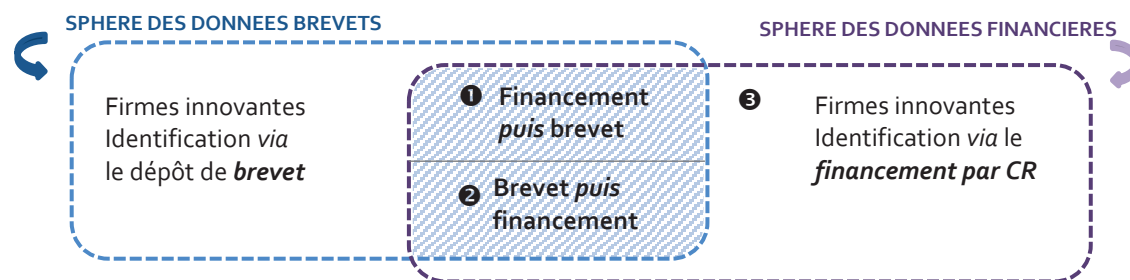 SPHERE DES DONNEES BREVETS
SPHERE DES DONNEES FINANCIERES
Firmes innovantes
Identification via
le dépôt de brevet
❶ Financement
puis brevet
❷ Brevet puis
financement
❸ Firmes innovantes
Identification via le
financement par CR